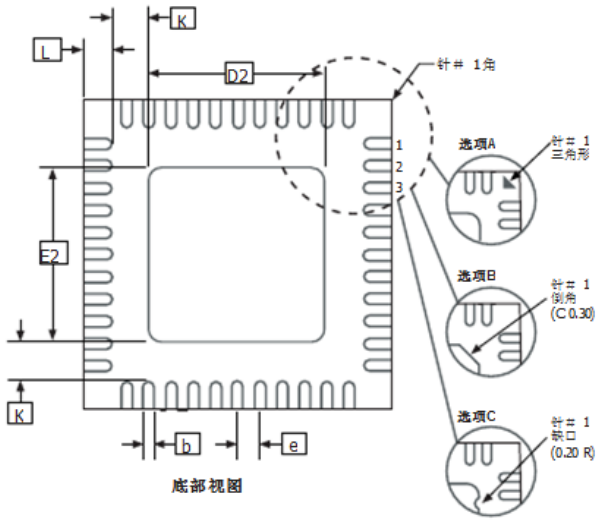 K
L
D2
针# 1角
1
2
3
选项A
针# 1
三角形
E2
选项B
针# 1
倒角
(C 0.30)
K
选项C
针# 1
缺口
(0.20 R)
b
e
底部视图